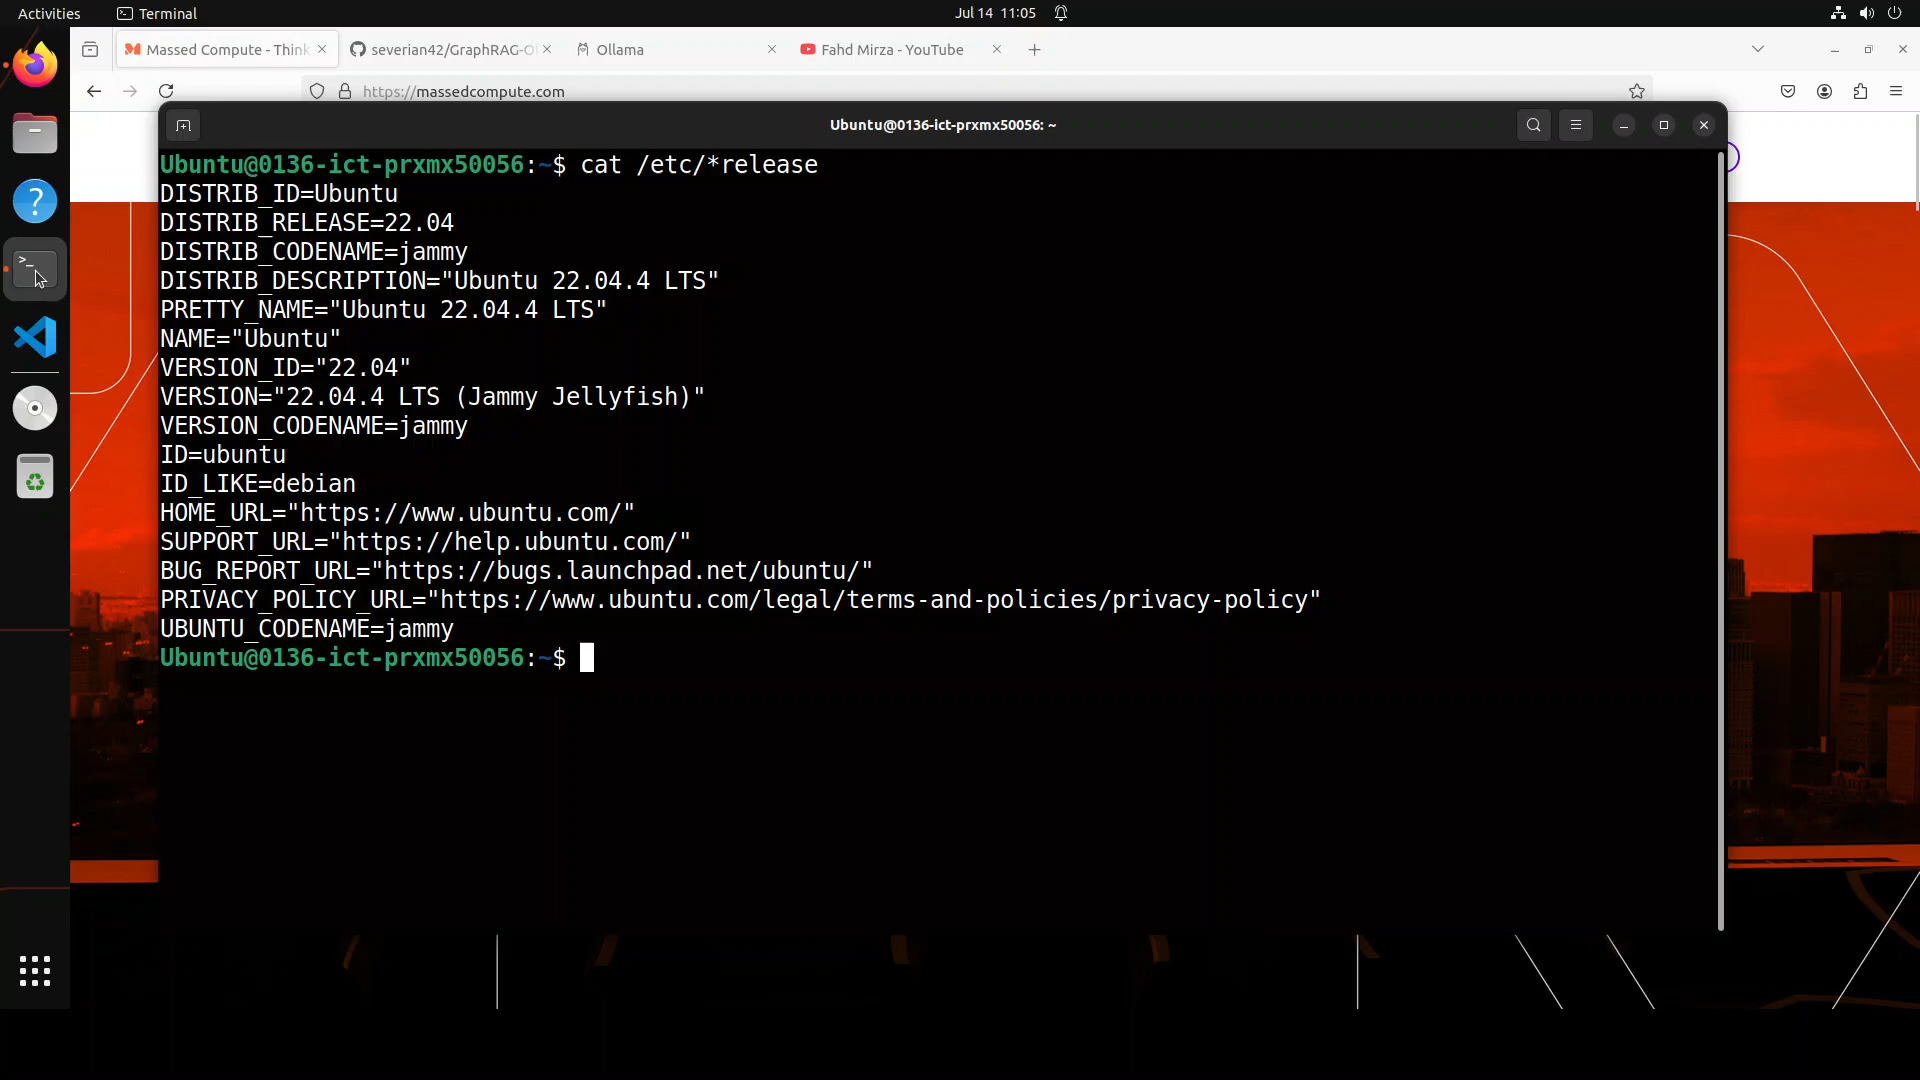 Activities
Terminal
Jul 14 11:05
Massed Compute - Think
severian42/GraphRAG-O
Ollama
Fahd Mirza - YouTube
https://massedcompute.com
Ubuntu@0136-ict-prxmx50056: ~
Ubuntu@0136-ict-prxmx50056:~$ cat /etc/*release
DISTRIB_ID=Ubuntu
DISTRIB_RELEASE=22.04
DISTRIB_CODENAME=jammy
DISTRIB_DESCRIPTION="Ubuntu 22.04.4 LTS"
PRETTY_NAME="Ubuntu 22.04.4 LTS"
NAME="Ubuntu"
VERSION_ID="22.04"
VERSION="22.04.4 LTS (Jammy Jellyfish)"
VERSION_CODENAME=jammy
ID=ubuntu
ID_LIKE=debian
HOME_URL="https://www.ubuntu.com/"
SUPPORT_URL="https://help.ubuntu.com/"
BUG_REPORT_URL="https://bugs.launchpad.net/ubuntu/"
PRIVACY_POLICY_URL="https://www.ubuntu.com/legal/terms-and-policies/privacy-policy"
UBUNTU_CODENAME=jammy
Ubuntu@0136-ict-prxmx50056:~$